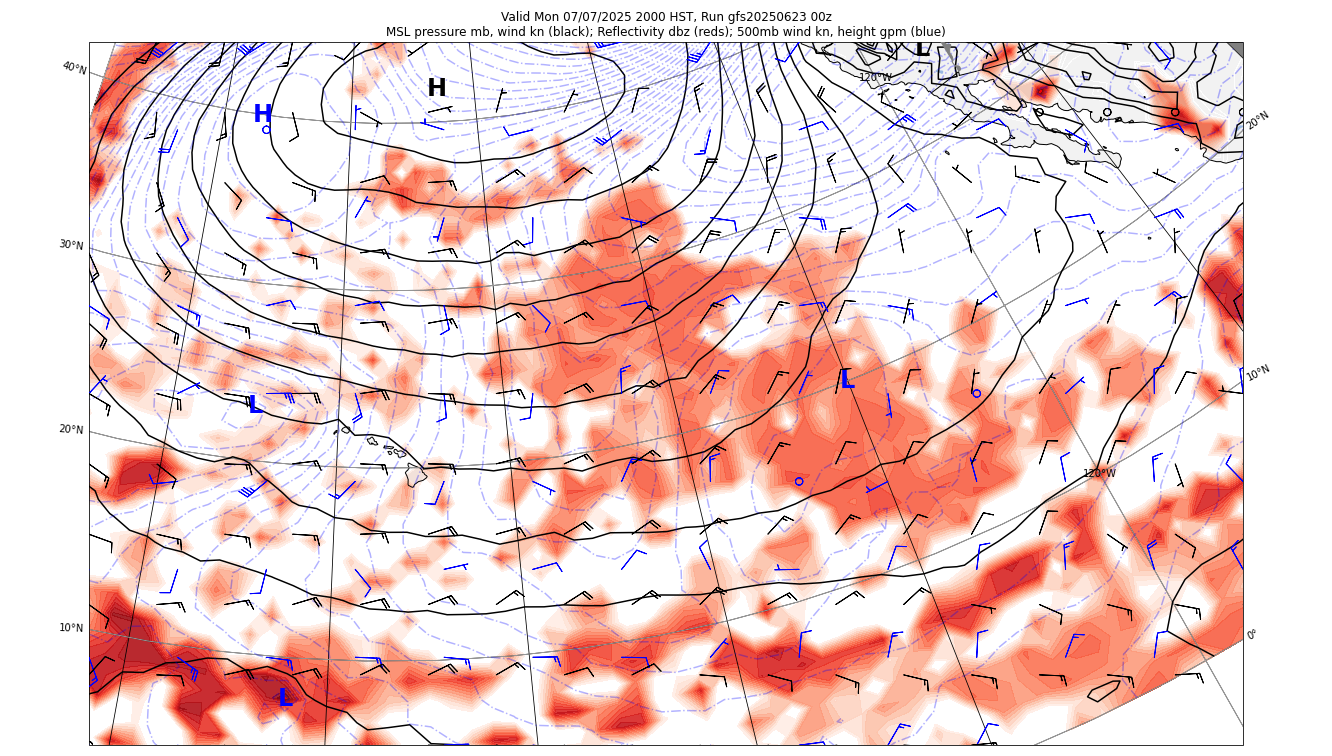 Valid Mon 07/07/2025 2000 HST, Run gfs20250623 00z
MSL pressure mb, wind kn (black); Reflectivity dbz (reds); 500mb wind kn, height gpm (blue)
L
40°N
120°W
H
H
20°N
30°N
10°N
L
L
20°N
120°W
10°N
0°
L